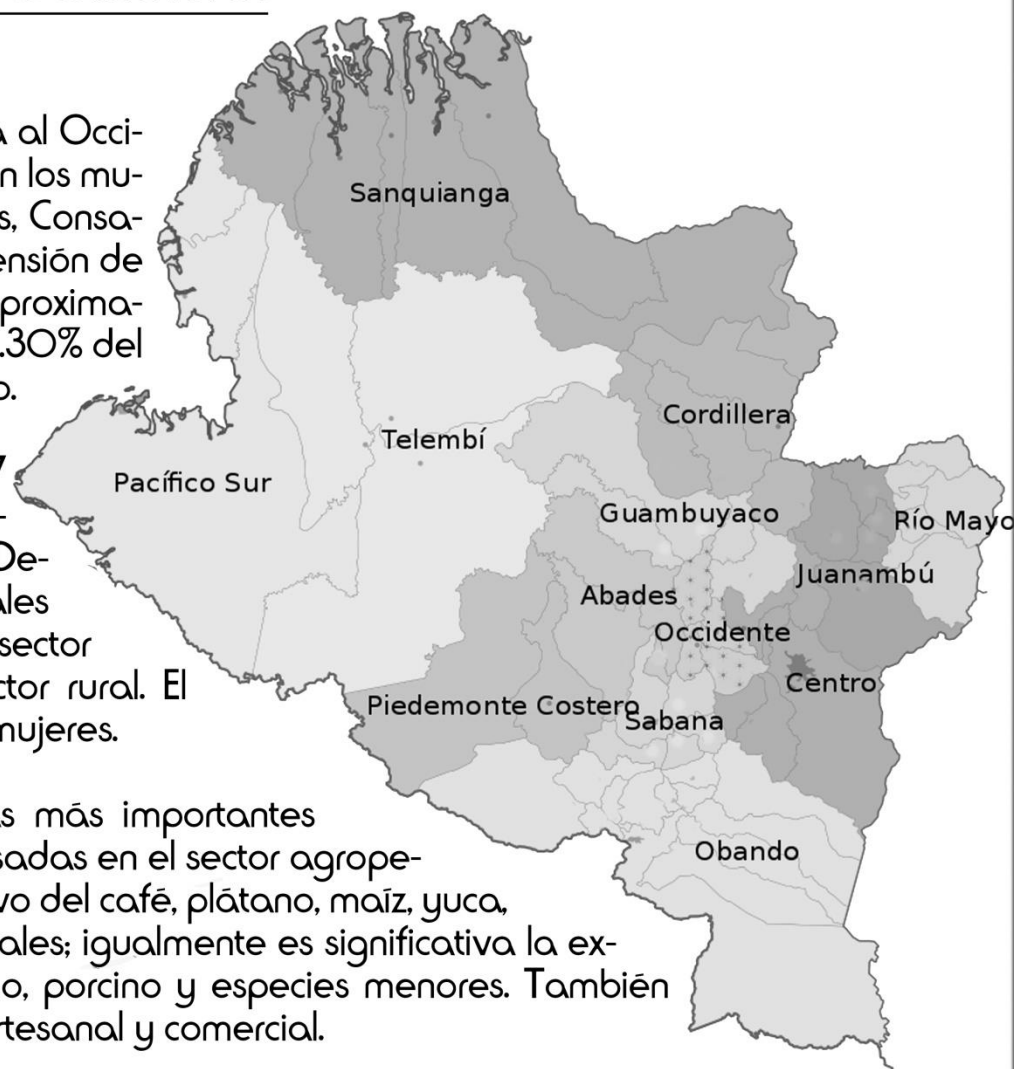 a al Occi-
n los mu-
s, Consa-
ensión de
proxima-
.30% del
o.
y
-
De-
ales
sector
ctor rural. El
mujeres.
s más importantes
sadas en el sector agrope-
vo del café, plátano, maíz, yuca,
ales; igualmente es significativa la ex-
o, porcino y especies menores. También
rtesanal y comercial.
Sanquianga
Cordillera
Telembí
Pacífico Sur
Guambuyaco
Río Mayo
Juanambú
Abades
Occidente
Centro
Piedemonte Costero
Sabana
Obando